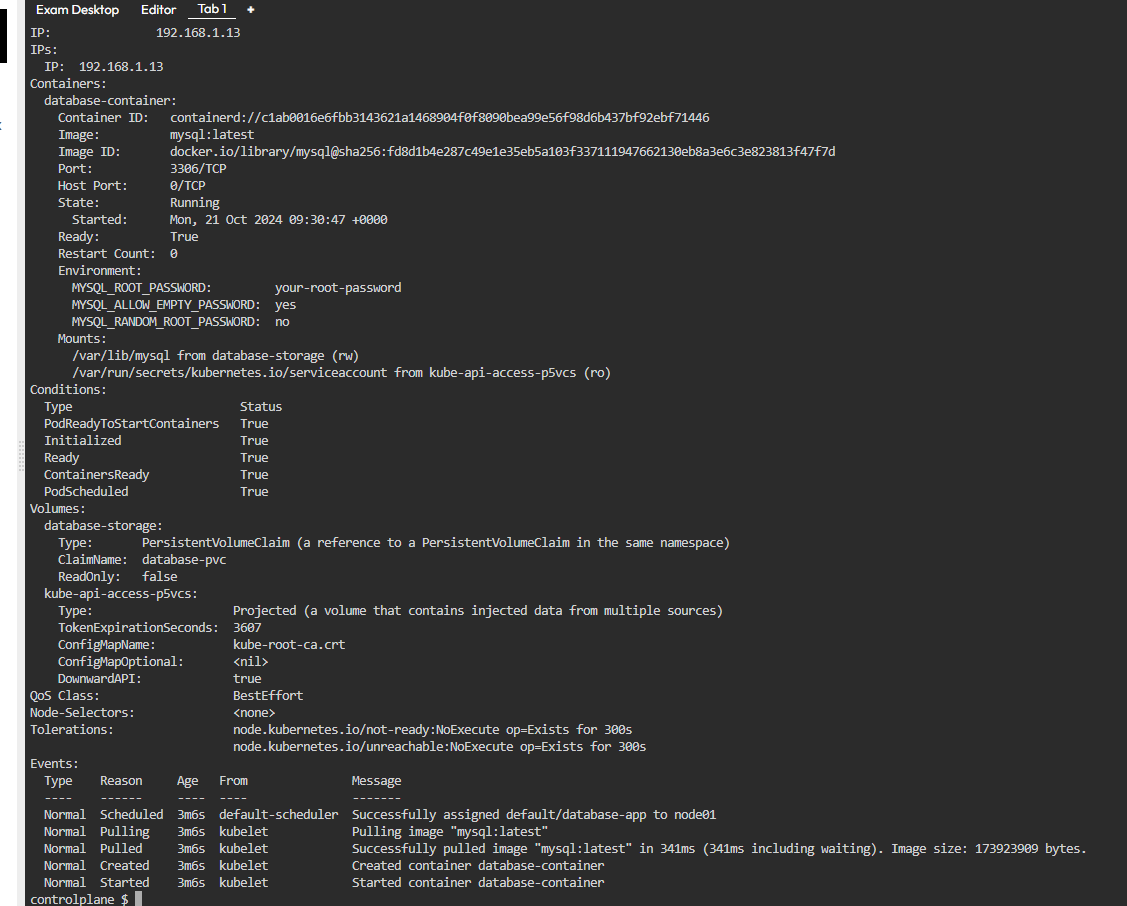 Exam Desktop Editor Tab 1 +
IP: 192.168.1.13
IPs:
IP: 192.168.1.13
Containers:
database-container:
Container ID: containerd://c1ab0016e6fbb3143621a1468904f0f8090bea99e56f98d6b437bf92ebf71446
Image: mysql:latest
Image ID: docker.io/library/mysql@sha256:fd8d1b4e287c49e1e35eb5a103f337111947662130eb8a3e6c3e823813f47f7d
Port: 3306/TCP
Host Port: 0/TCP
State: Running
Started: Mon, 21 Oct 2024 09:30:47 +0000
Ready: True
Restart Count: 0
Environment:
MYSQL_ROOT_PASSWORD: your-root-password
MYSQL_ALLOW_EMPTY_PASSWORD: yes
MYSQL_RANDOM_ROOT_PASSWORD: no
Mounts:
/var/lib/mysql from database-storage (rw)
/var/run/secrets/kubernetes.io/serviceaccount from kube-api-access-p5vcs (ro)
Conditions:
Type Status
PodReadyToStartContainers True
Initialized True
Ready True
ContainersReady True
PodScheduled True
Volumes:
database-storage:
Type: PersistentVolumeClaim (a reference to a PersistentVolumeClaim in the same namespace)
ClaimName: database-pvc
ReadOnly: false
kube-api-access-p5vcs:
Type: Projected (a volume that contains injected data from multiple sources)
TokenExpirationSeconds: 3607
ConfigMapName: kube-root-ca.crt
ConfigMapOptional: <nil>
DownwardAPI: true
QoS Class: BestEffort
Node-Selectors: <none>
Tolerations: node.kubernetes.io/not-ready:NoExecute op=Exists for 300s
node.kubernetes.io/unreachable:NoExecute op=Exists for 300s
Events:
Type Reason Age From Message
---- ------ ---- ---- -------
Normal Scheduled 3m6s default-scheduler Successfully assigned default/database-app to node01
Normal Pulling 3m6s kubelet Pulling image "mysql:latest"
Normal Pulled 3m6s kubelet Successfully pulled image "mysql:latest" in 341ms (341ms including waiting). Image size: 173923909 bytes.
Normal Created 3m6s kubelet Created container database-container
Normal Started 3m6s kubelet Started container database-container
controlplane $